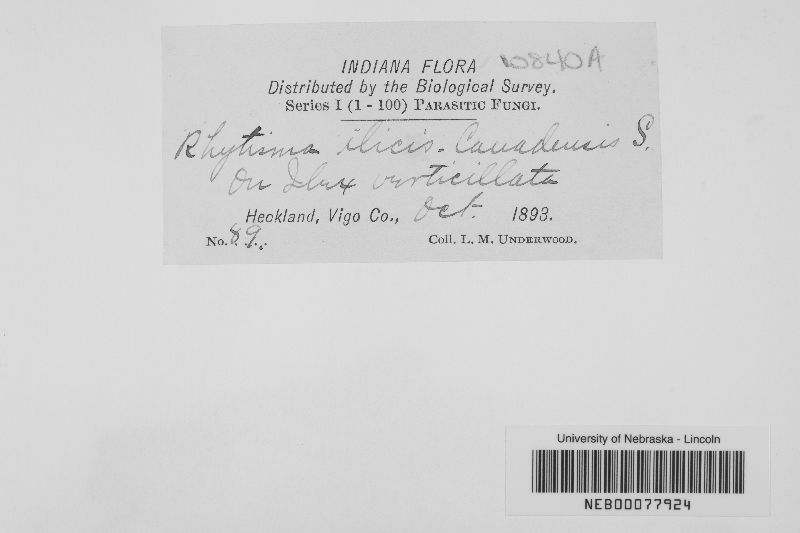 INDIANA FLORA 10840A
Distributed by the Biological Survey.
Series I (1 - 100) PARASITIC FUNGI.
Rhytisma ilicis-Canadensis S.
On Ilex verticillata
Heckland, Vigo Co., Oct. 1893.
No. 89. Coll. L. M. UNDERWOOD.
University of Nebraska - Lincoln
NEB00077924